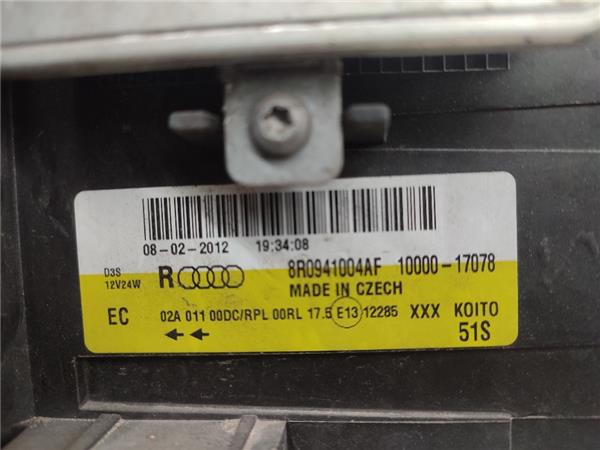 08-02-2012 19:34:08
D3S
12V24W
R 8R0941004AF 10000-17078
MADE IN CZECH
EC 02A 011 00DC/RPL 00RL 17.5 E13 12285 XXX KOITO
51S